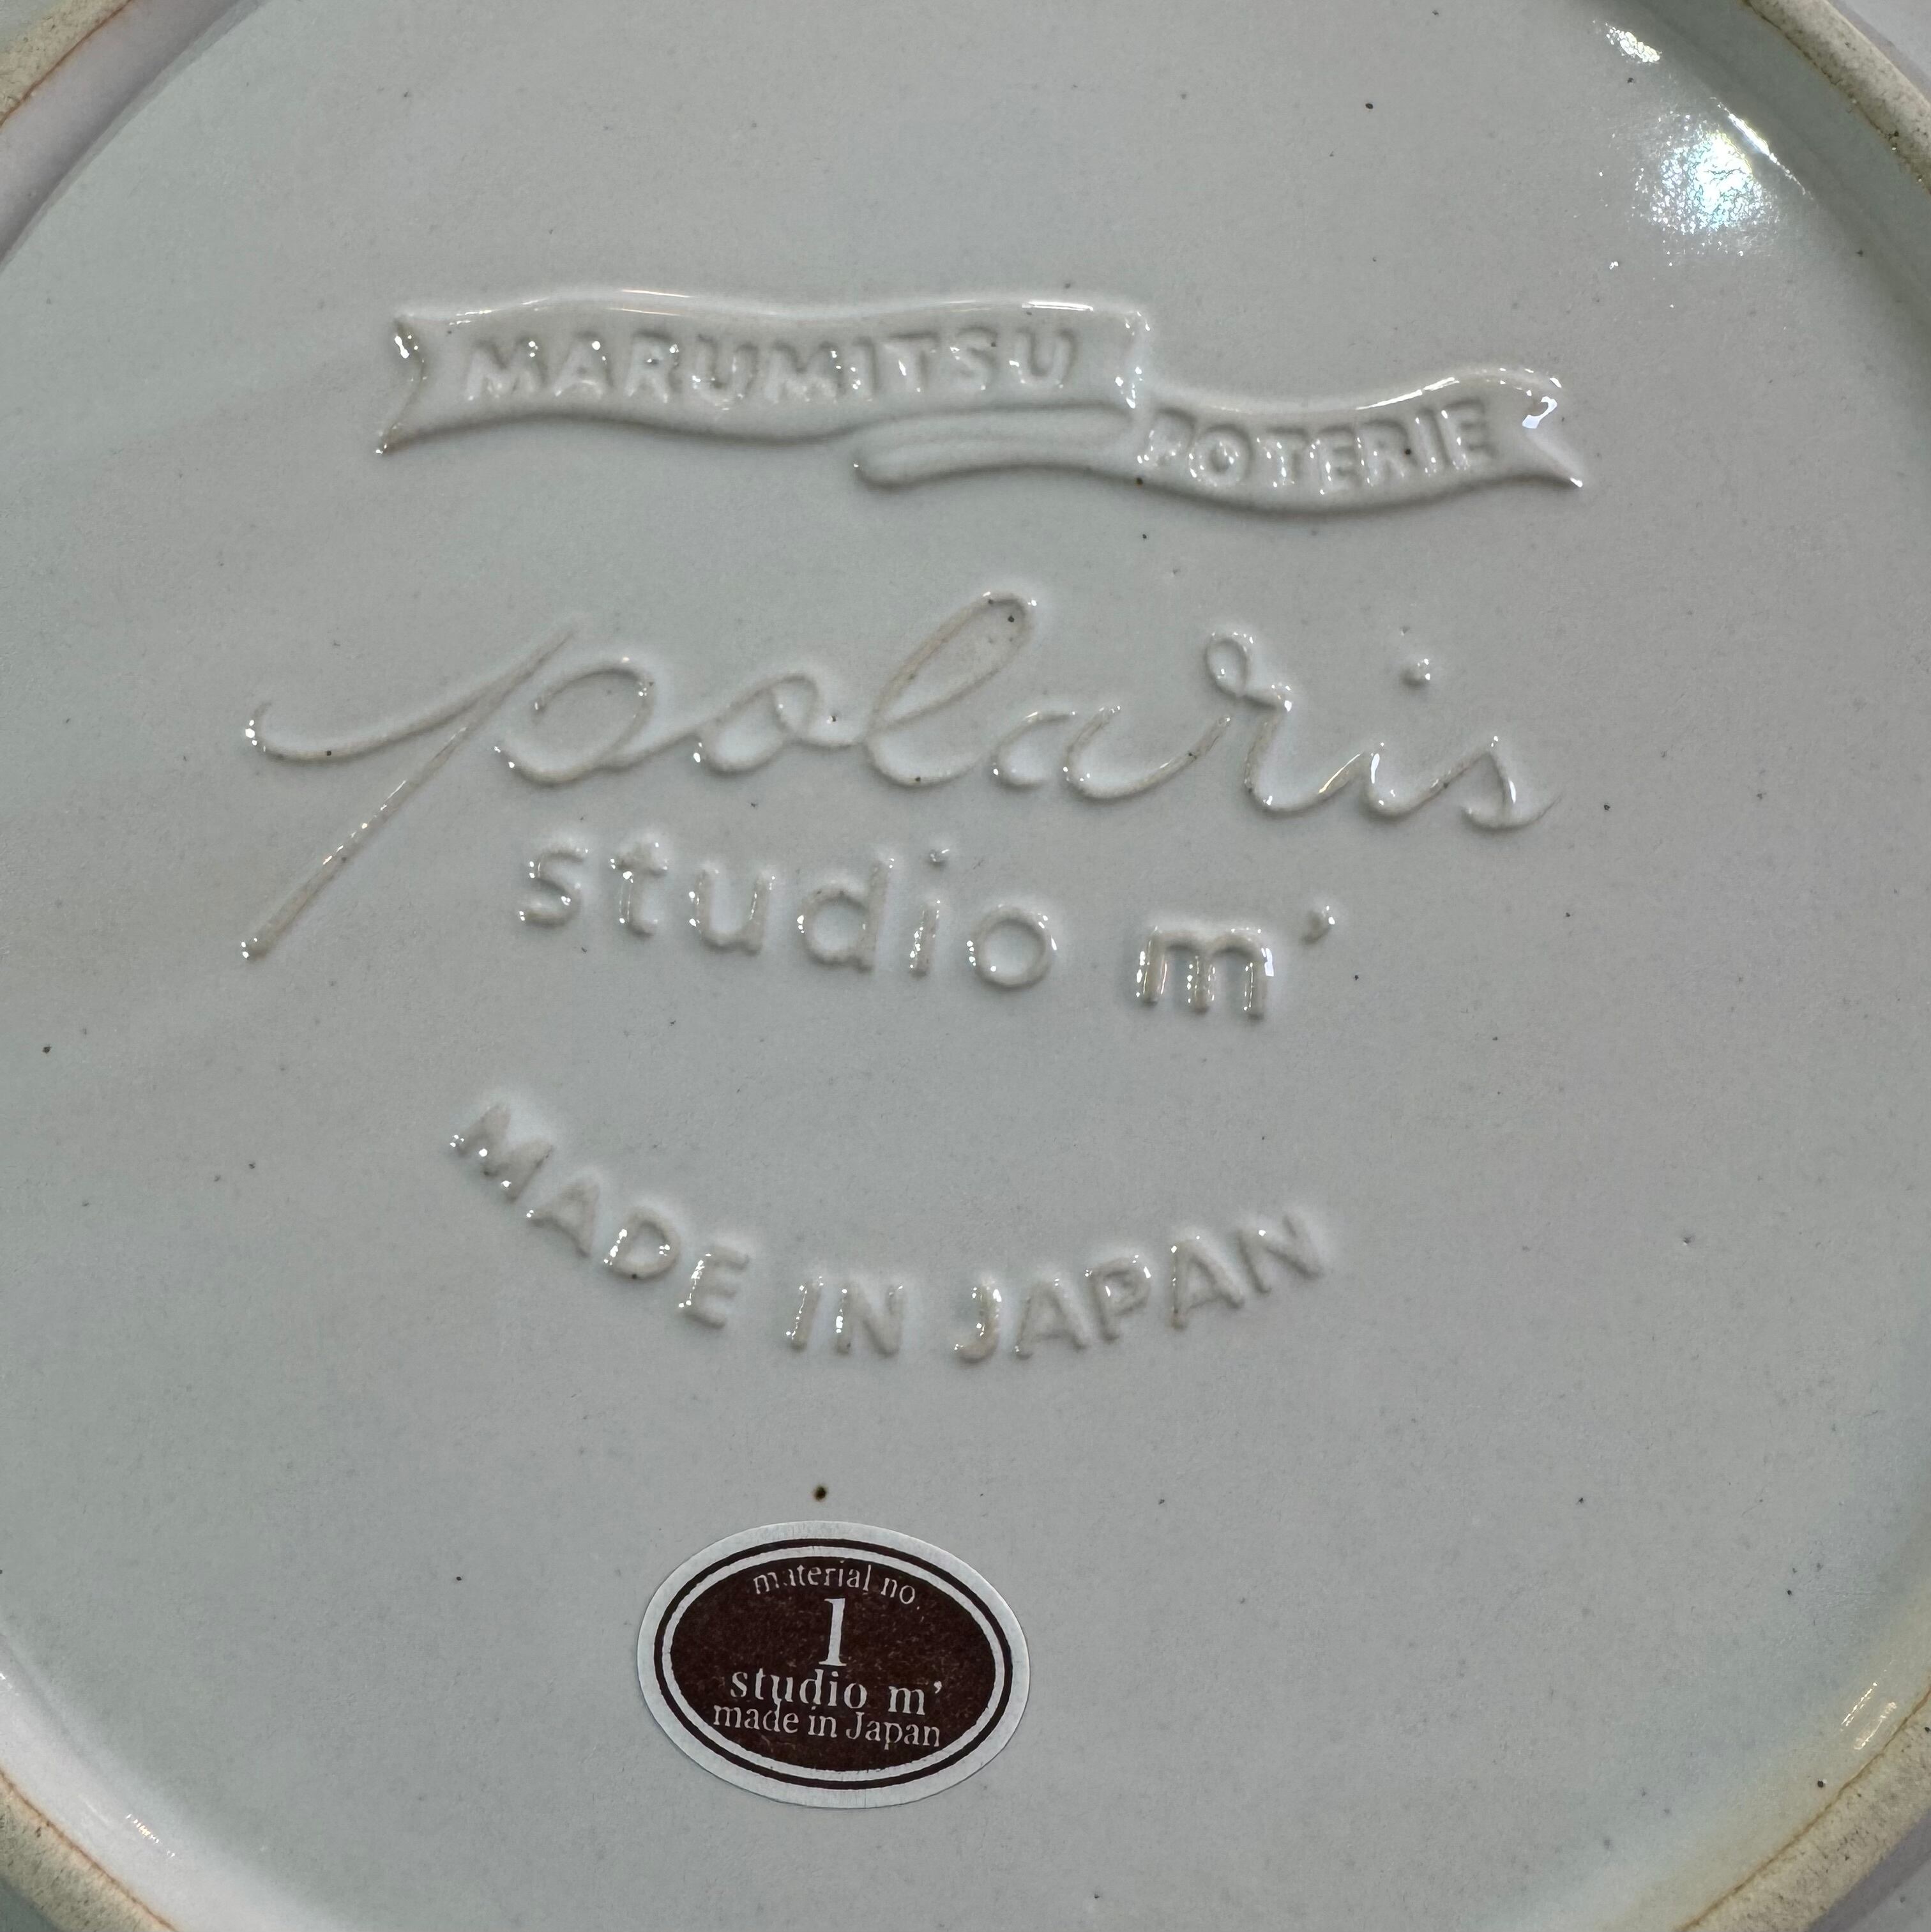 MARUMITSU
POTERIE
polaris
studio m'
MADE IN JAPAN
material no.
1
studio m’
made in Japan